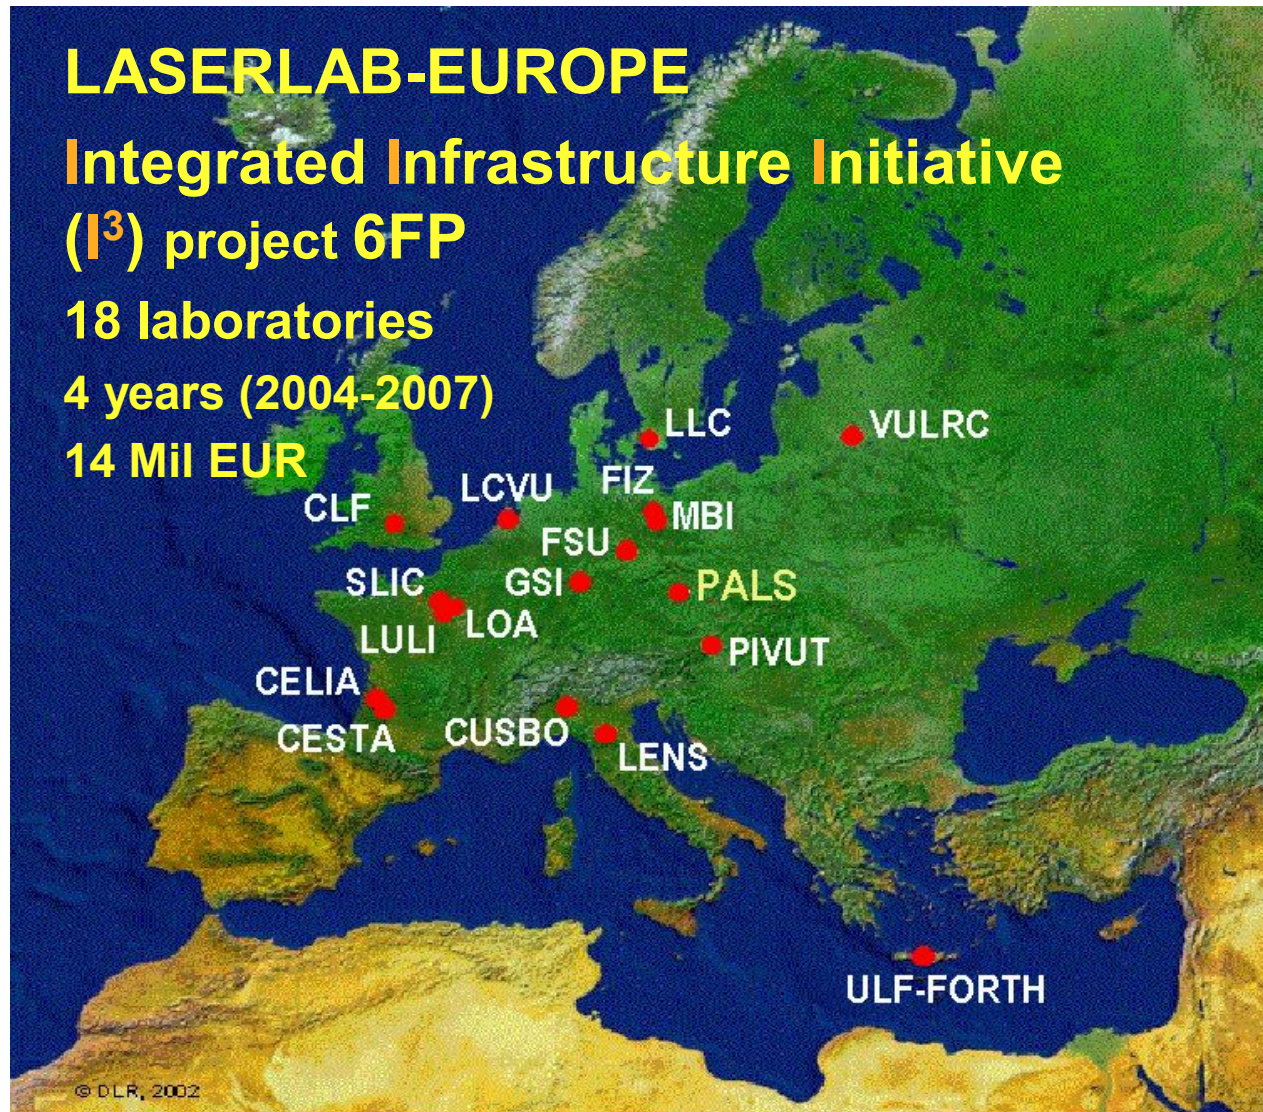 LASERLAB-EUROPE
Integrated Infrastructure Initiative
(I³) project 6FP
18 laboratories
4 years (2004-2007)
14 Mil EUR
LLC
VULRC
FIZ
LCVU
MBI
CLF
FSU
SLIC
GSI
PALS
LOA
LULI
PIVUT
CELIA
CESTA
CUSBO
LENS
ULF-FORTH
© DLR, 2002